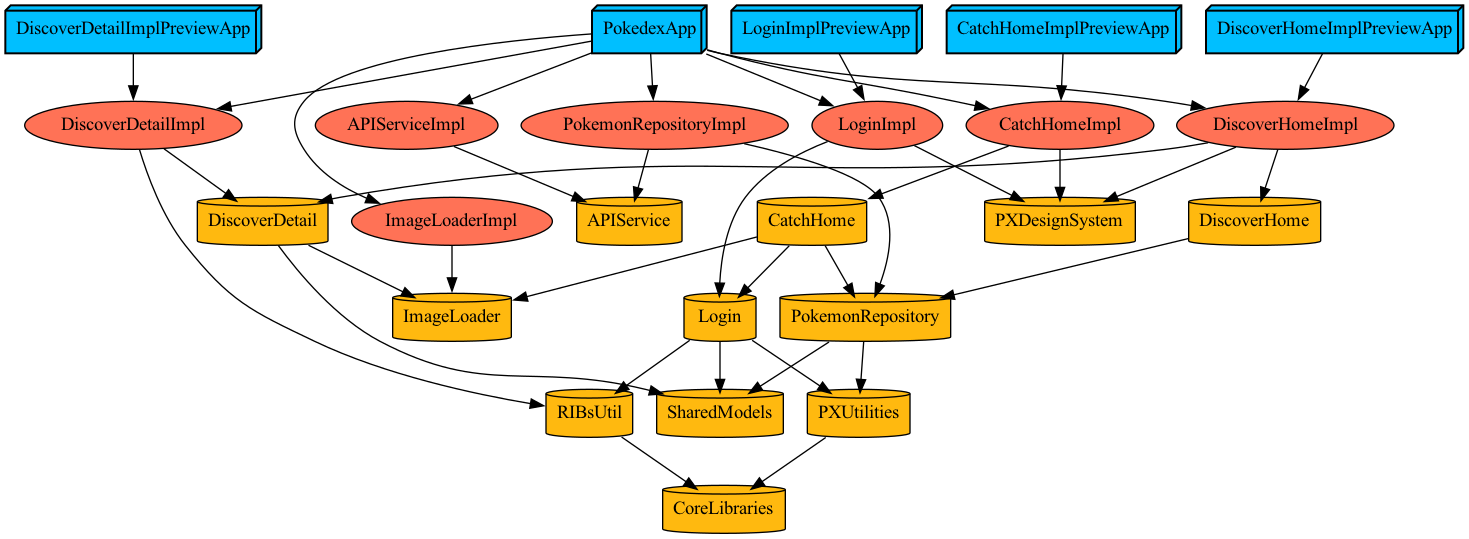 DiscoverDetailImplPreviewApp
PokedexApp
LoginImplPreviewApp
CatchHomeImplPreviewApp
DiscoverHomeImplPreviewApp
DiscoverDetailImpl
APIServiceImpl
PokemonRepositoryImpl
LoginImpl
CatchHomeImpl
DiscoverHomeImpl
DiscoverDetail
ImageLoaderImpl
APIService
CatchHome
PXDesignSystem
DiscoverHome
ImageLoader
Login
PokemonRepository
RIBsUtil
SharedModels
PXUtilities
CoreLibraries